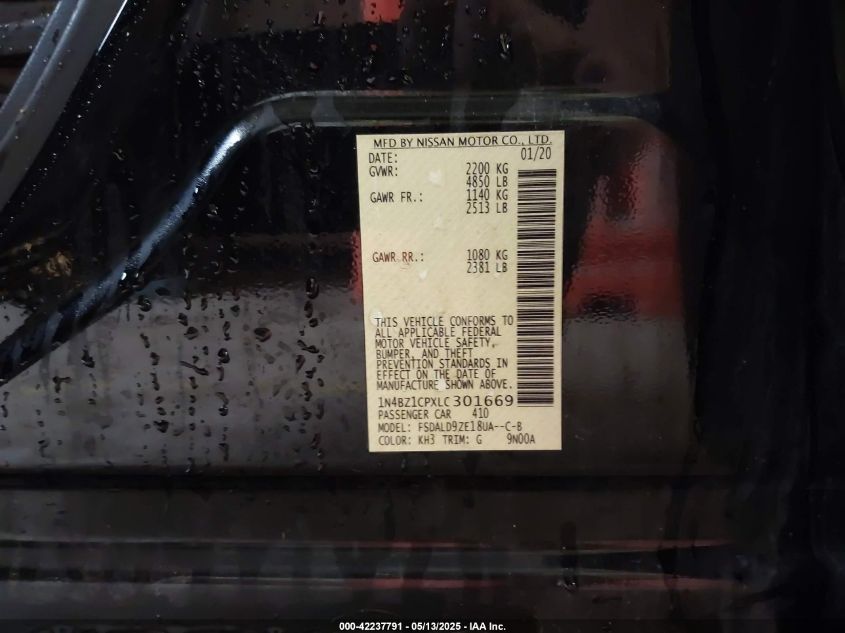 MFD BY NISSAN MOTOR CO., LTD.
DATE: 01/20
GVWR: 2200 KG
4850 LB
GAWR FR.: 1140 KG
2513 LB
GAWR RR.: 1080 KG
2381 LB
THIS VEHICLE CONFORMS TO
ALL APPLICABLE FEDERAL
MOTOR VEHICLE SAFETY,
BUMPER, AND THEFT
PREVENTION STANDARDS IN
EFFECT ON THE DATE OF
MANUFACTURE SHOWN ABOVE.
1N4BZ1CPXLC301669
PASSENGER CAR 410
MODEL: FSDALD9ZE18UA--C-B
COLOR: KH3 TRIM: G 9N00A
000-42237791 - 05/13/2025 - IAA Inc.